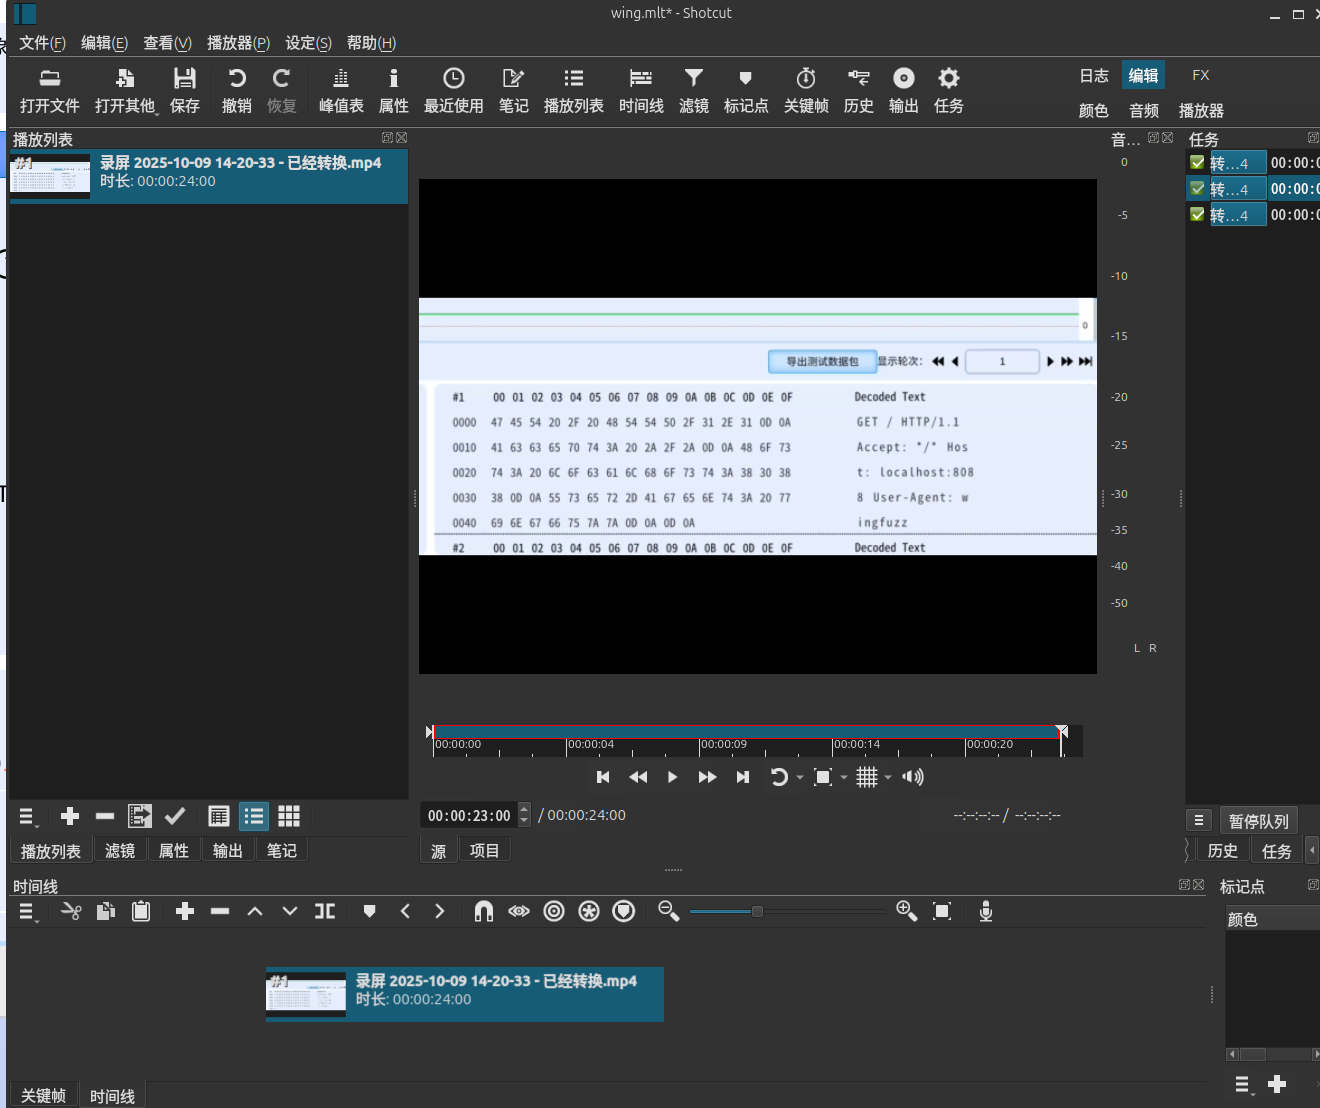 wing.mlt* - Shotcut
文件(F) 编辑(E) 查看(V) 播放器(P) 设定(S) 帮助(H)
打开文件 打开其他 保存 撤销 恢复 峰值表 属性 最近使用 笔记 播放列表 时间线 滤镜 标记点 关键帧 历史 输出 任务
日志 编辑 FX
颜色 音频 播放器
播放列表
#1 录屏 2025-10-09 14-20-33 - 已经转换.mp4
时长: 00:00:24:00
音...
0
-5
-10
-15
-20
-25
-30
-35
-40
-50
L R
任务
转...4 00:00:0
转...4 00:00:0
转...4 00:00:0
0
导出测试数据包 显示轮次: 1
#1 00 01 02 03 04 05 06 07 08 09 0A 0B 0C 0D 0E 0F Decoded Text
0000 47 45 54 20 2F 20 48 54 54 50 2F 31 2E 31 0D 0A GET / HTTP/1.1
0010 41 63 63 65 70 74 3A 20 2A 2F 2A 0D 0A 48 6F 73 Accept: */* Hos
0020 74 3A 20 6C 6F 63 61 6C 68 6F 73 74 3A 38 30 38 t: localhost:808
0030 38 0D 0A 55 73 65 72 2D 41 67 65 6E 74 3A 20 77 8 User-Agent: w
0040 69 6E 67 66 75 7A 7A 0D 0A 0D 0A ingfuzz
#2 00 01 02 03 04 05 06 07 08 09 0A 0B 0C 0D 0E 0F Decoded Text
00:00:00 00:00:04 00:00:09 00:00:14 00:00:20
00:00:23:00 / 00:00:24:00 --:--:--:-- / --:--:--:--
播放列表 滤镜 属性 输出 笔记
源 项目
暂停队列
历史 任务
时间线
#1 录屏 2025-10-09 14-20-33 - 已经转换.mp4
时长: 00:00:24:00
标记点
颜色
关键帧 时间线